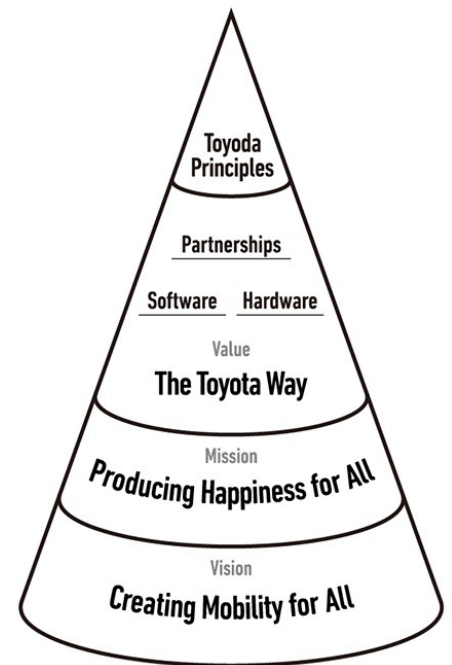 Toyoda
Principles
Partnerships
Software Hardware
Value
The Toyota Way
Mission
Producing Happiness for All
Vision
Creating Mobility for All